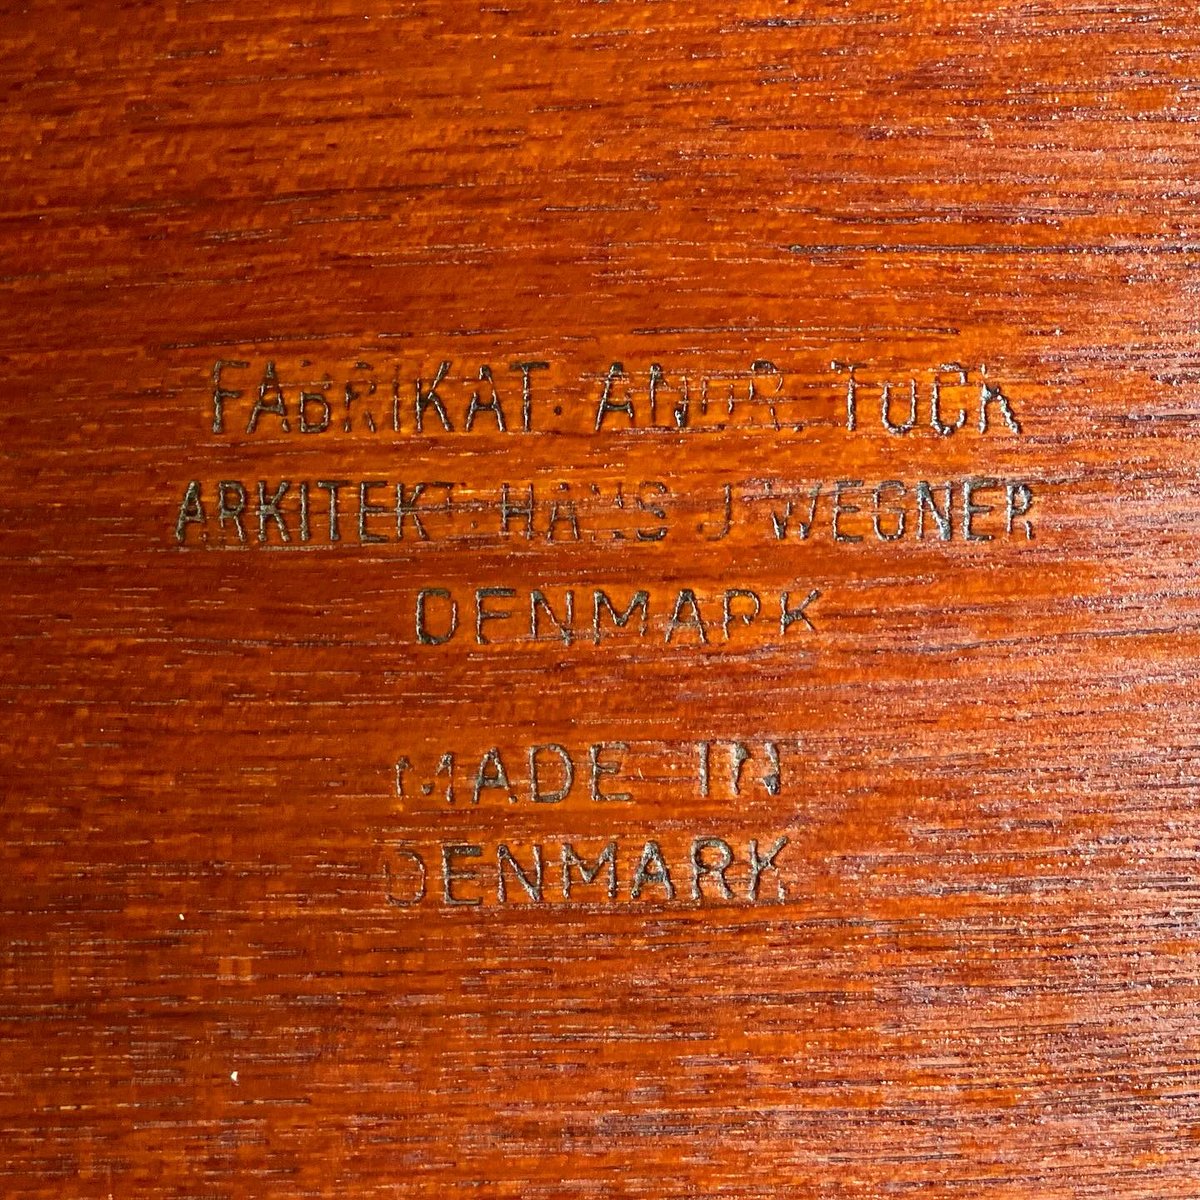 FABRIKAT: ANDR. TUCK
ARKITEKT: HANS J WEGNER
DENMARK
MADE IN
DENMARK